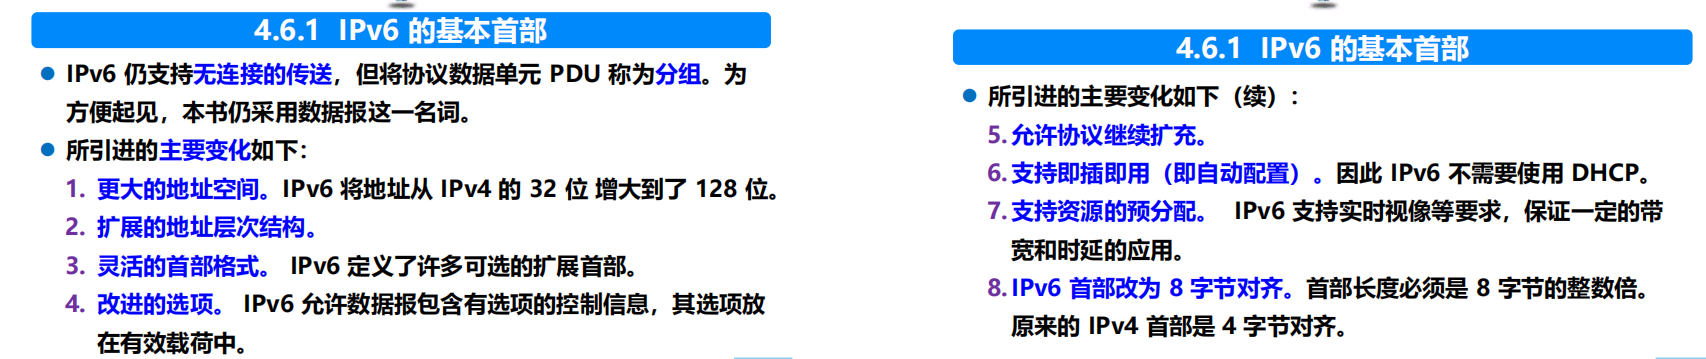 4.6.1 IPv6 的基本首部
● IPv6 仍支持无连接的传送，但将协议数据单元 PDU 称为分组。为
方便起见，本书仍采用数据报这一名词。
● 所引进的主要变化如下：
1. 更大的地址空间。IPv6 将地址从 IPv4 的 32 位 增大到了 128 位。
2. 扩展的地址层次结构。
3. 灵活的首部格式。 IPv6 定义了许多可选的扩展首部。
4. 改进的选项。 IPv6 允许数据报包含有选项的控制信息，其选项放
在有效载荷中。
4.6.1 IPv6 的基本首部
● 所引进的主要变化如下（续）：
5. 允许协议继续扩充。
6. 支持即插即用（即自动配置）。因此 IPv6 不需要使用 DHCP。
7. 支持资源的预分配。 IPv6 支持实时视像等要求，保证一定的带
宽和时延的应用。
8. IPv6 首部改为 8 字节对齐。首部长度必须是 8 字节的整数倍。
原来的 IPv4 首部是 4 字节对齐。